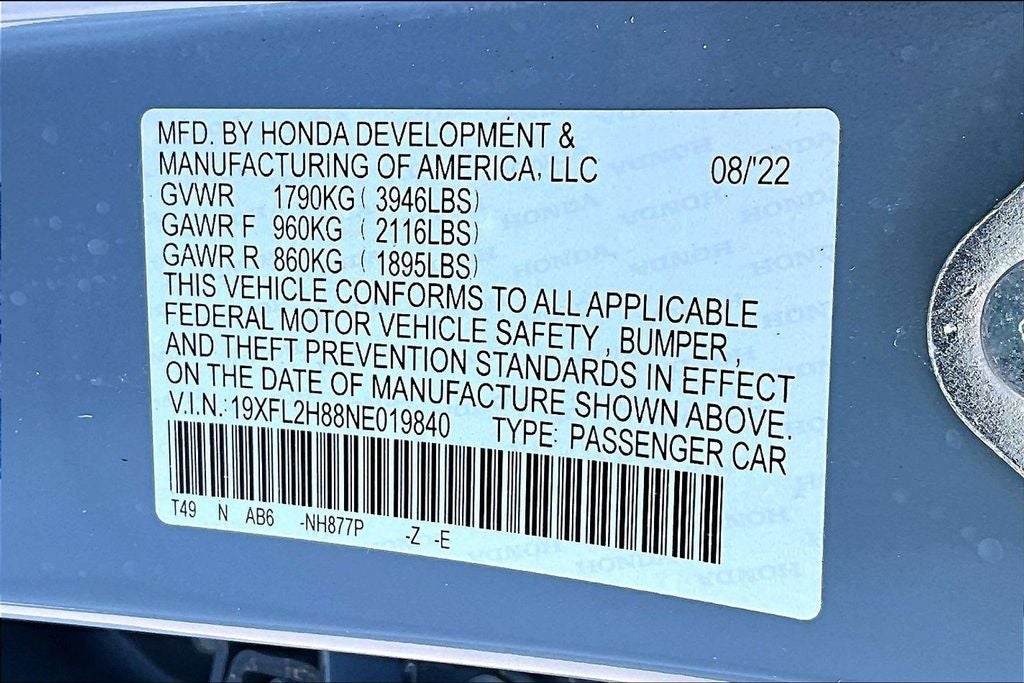 MFD. BY HONDA DEVELOPMENT &
MANUFACTURING OF AMERICA, LLC 08/'22
GVWR 1790KG ( 3946LBS)
GAWR F 960KG ( 2116LBS)
GAWR R 860KG ( 1895LBS)
THIS VEHICLE CONFORMS TO ALL APPLICABLE
FEDERAL MOTOR VEHICLE SAFETY , BUMPER ,
AND THEFT PREVENTION STANDARDS IN EFFECT
ON THE DATE OF MANUFACTURE SHOWN ABOVE.
V.I.N.: 19XFL2H88NE019840 TYPE: PASSENGER CAR
T49 N AB6 -NH877P -Z -E